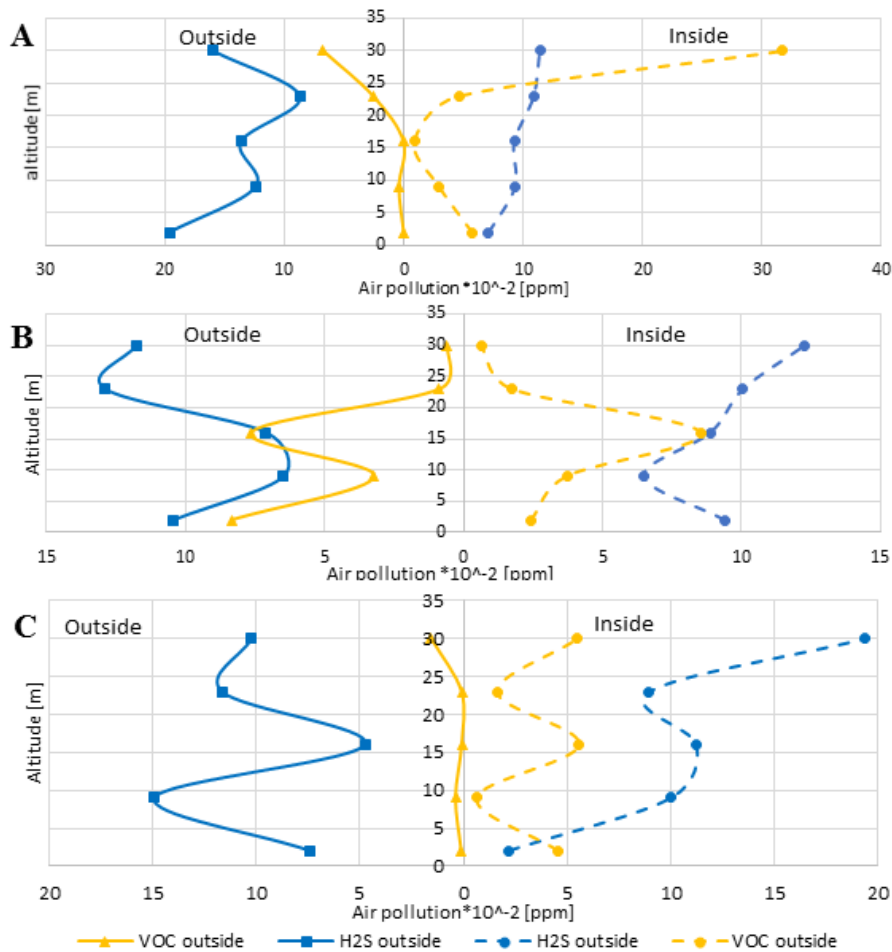 A
Outside
Inside
altitude [m]
35
30
25
20
15
10
5
0
30 20 10 0 10 20 30 40
Air pollution *10^-2 [ppm]
B
Outside
Inside
Altitude [m]
35
30
25
20
15
10
5
0
15 10 5 0 5 10 15
Air pollution *10^-2 [ppm]
C
Outside
Inside
Altitude [m]
35
30
25
20
15
10
5
0
20 15 10 5 0 5 10 15 20
Air pollution*10^-2 [ppm]
VOC outside H2S outside H2S outside VOC outside